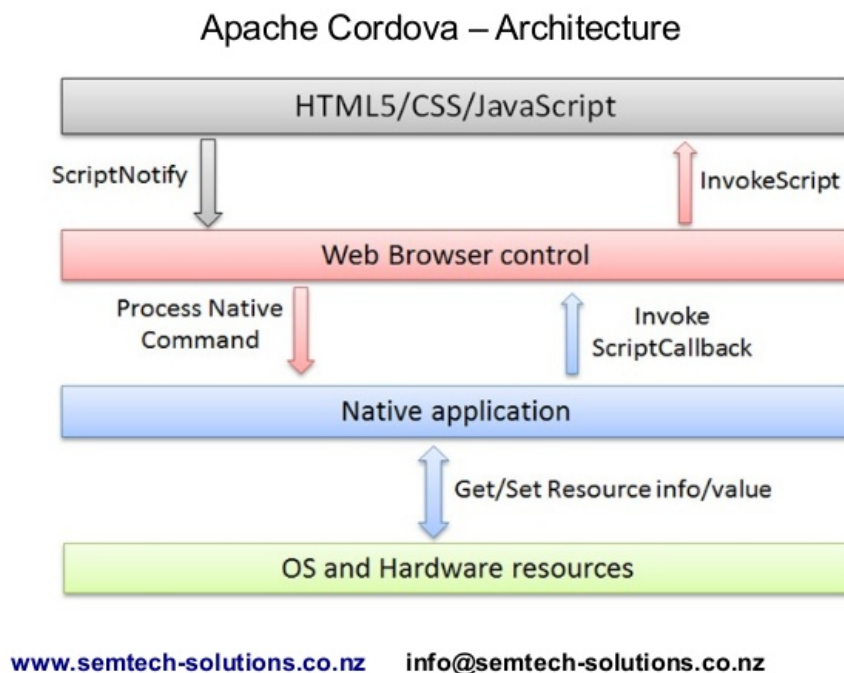 Apache Cordova – Architecture
HTML5/CSS/JavaScript
ScriptNotify
InvokeScript
Web Browser control
Process Native
Command
Invoke
ScriptCallback
Native application
Get/Set Resource info/value
OS and Hardware resources
www.semtech-solutions.co.nz info@semtech-solutions.co.nz